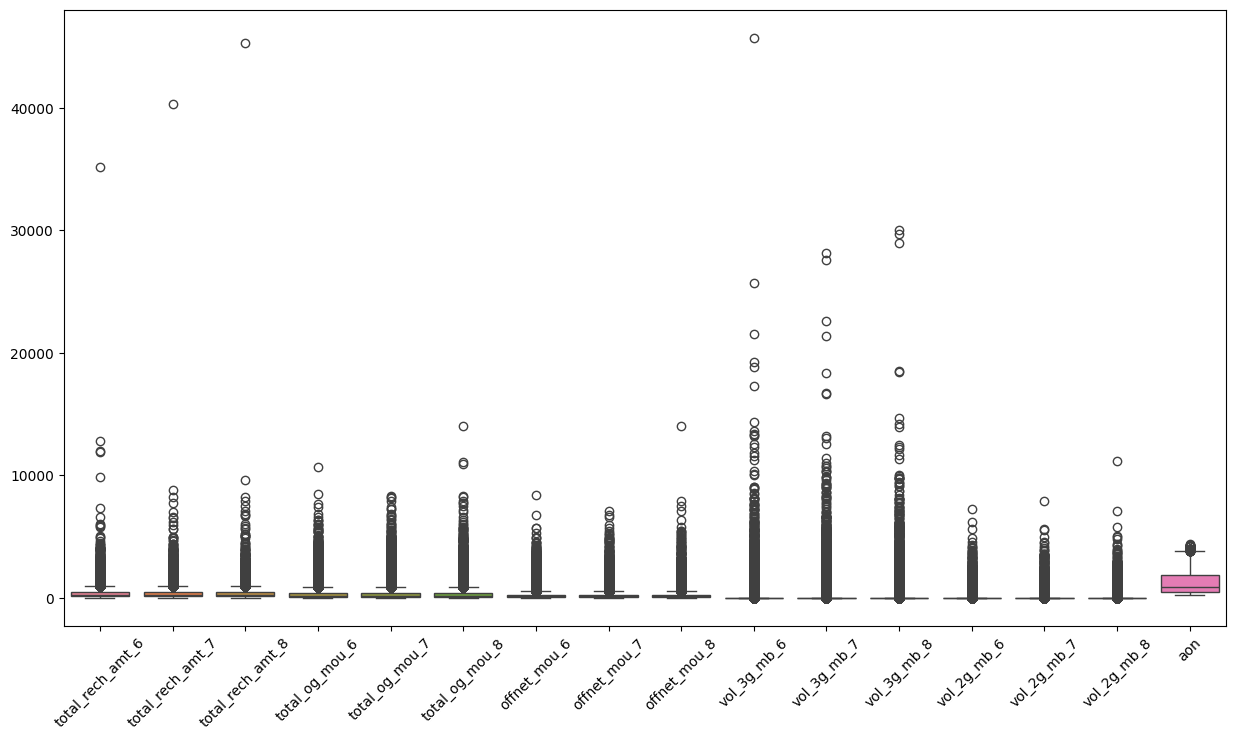 40000
30000
20000
10000
0
total_rech_amt_6
total_rech_amt_7
total_rech_amt_8
total_og_mou_6
total_og_mou_7
total_og_mou_8
offnet_mou_6
offnet_mou_7
offnet_mou_8
vol_3g_mb_6
vol_3g_mb_7
vol_3g_mb_8
vol_2g_mb_6
vol_2g_mb_7
vol_2g_mb_8
aon